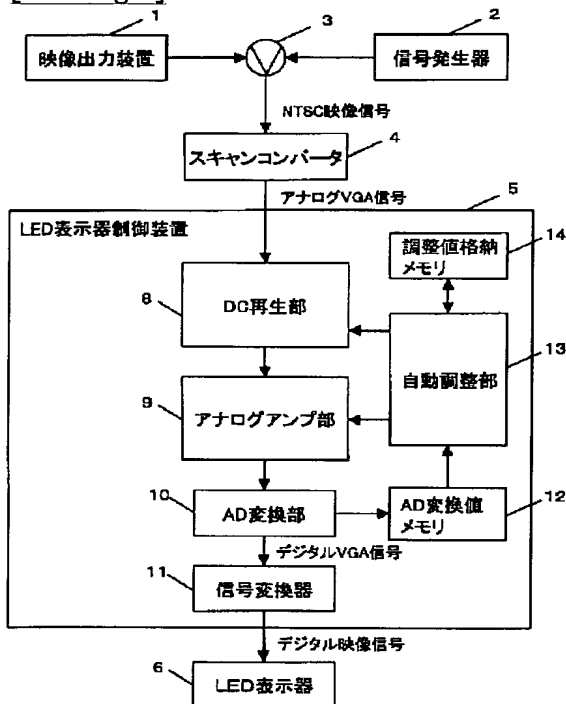 1
3
2
映像出力装置
信号発生器
NTSC映像信号
4
スキャンコンバータ
アナログVGA信号
5
LED表示器制御装置
14
調整値格納
メモリ
8
DC再生部
13
自動調整部
9
アナログアンプ部
10
AD変換部
12
AD変換値
メモリ
デジタルVGA信号
11
信号変換器
デジタル映像信号
6
LED表示器